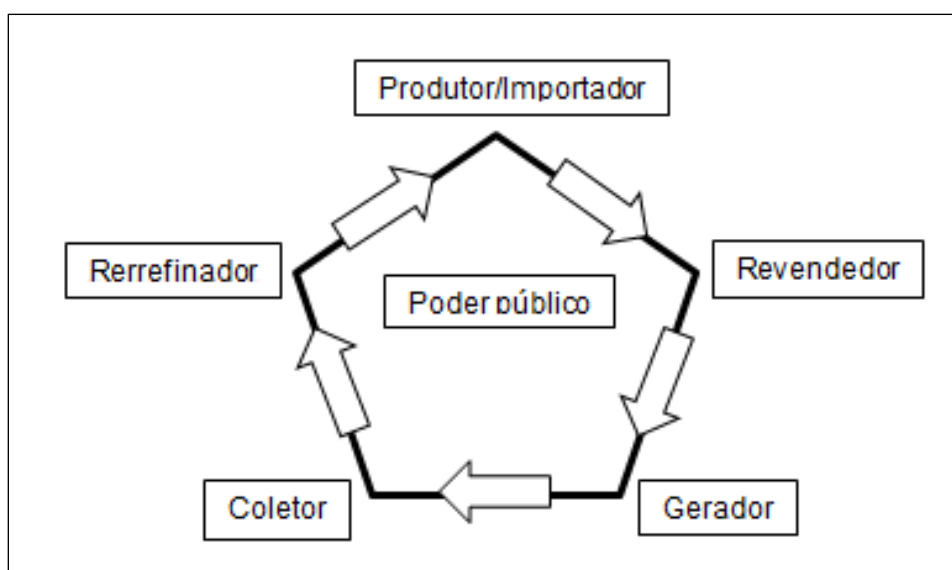 Produtor/Importador
Rerrefinador
Revendedor
Poder público
Coletor
Gerador